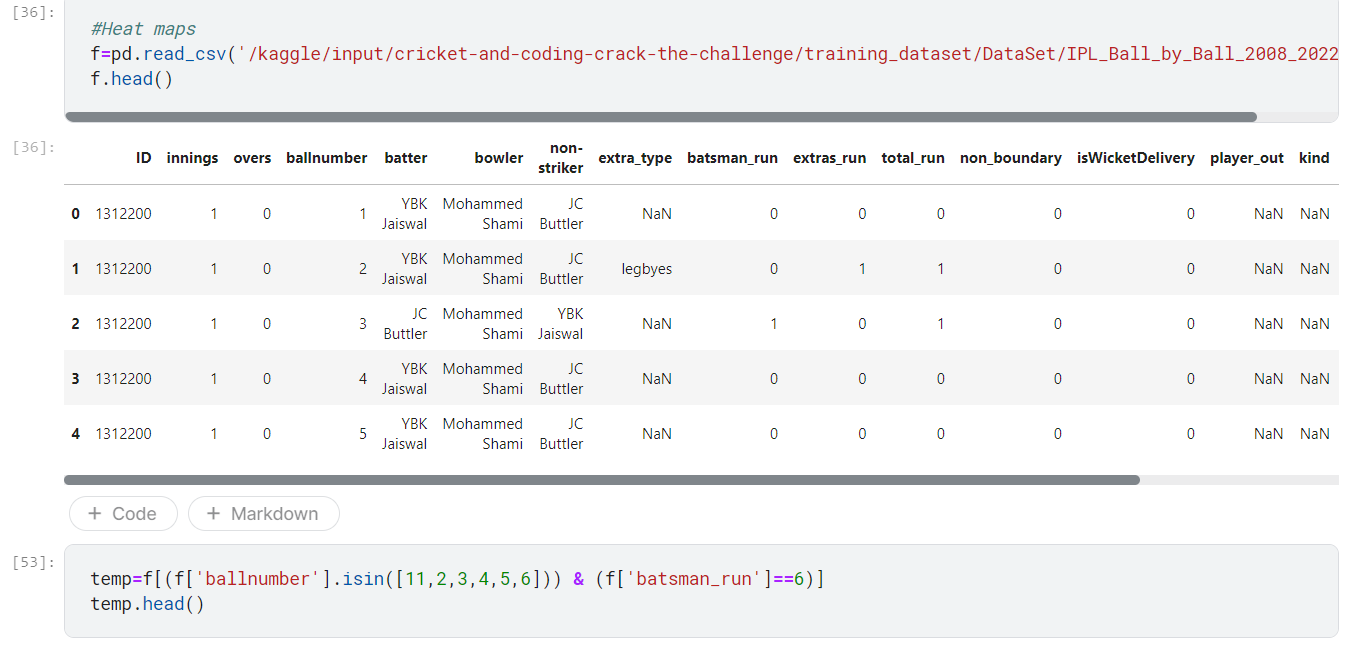 [36]:
#Heat maps
f=pd.read_csv('/kaggle/input/cricket-and-coding-crack-the-challenge/training_dataset/DataSet/IPL_Ball_by_Ball_2008_2022
f.head()
[36]:
ID innings overs ballnumber batter bowler non-striker extra_type batsman_run extras_run total_run non_boundary isWicketDelivery player_out kind
0 1312200 1 0 1 YBK Jaiswal Mohammed Shami JC Buttler NaN 0 0 0 0 0 NaN NaN
1 1312200 1 0 2 YBK Jaiswal Mohammed Shami JC Buttler legbyes 0 1 1 0 0 NaN NaN
2 1312200 1 0 3 JC Buttler Mohammed Shami YBK Jaiswal NaN 1 0 1 0 0 NaN NaN
3 1312200 1 0 4 YBK Jaiswal Mohammed Shami JC Buttler NaN 0 0 0 0 0 NaN NaN
4 1312200 1 0 5 YBK Jaiswal Mohammed Shami JC Buttler NaN 0 0 0 0 0 NaN NaN
+ Code + Markdown
[53]:
temp=f[(f['ballnumber'].isin([11,2,3,4,5,6])) & (f['batsman_run']==6)]
temp.head()